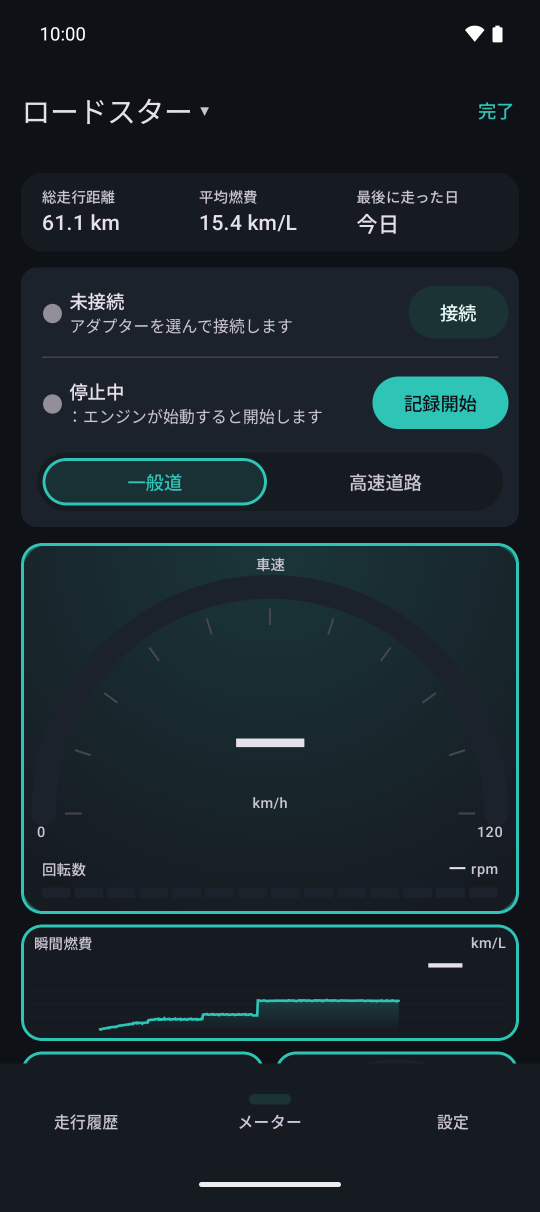 10:00
ロードスター ▾
完了
総走行距離 平均燃費 最後に走った日
61.1 km 15.4 km/L 今日
未接続
アダプターを選んで接続します
接続
停止中
：エンジンが始動すると開始します
記録開始
一般道 高速道路
車速
km/h
0 120
回転数 — rpm
瞬間燃費 km/L
—
走行履歴 メーター 設定